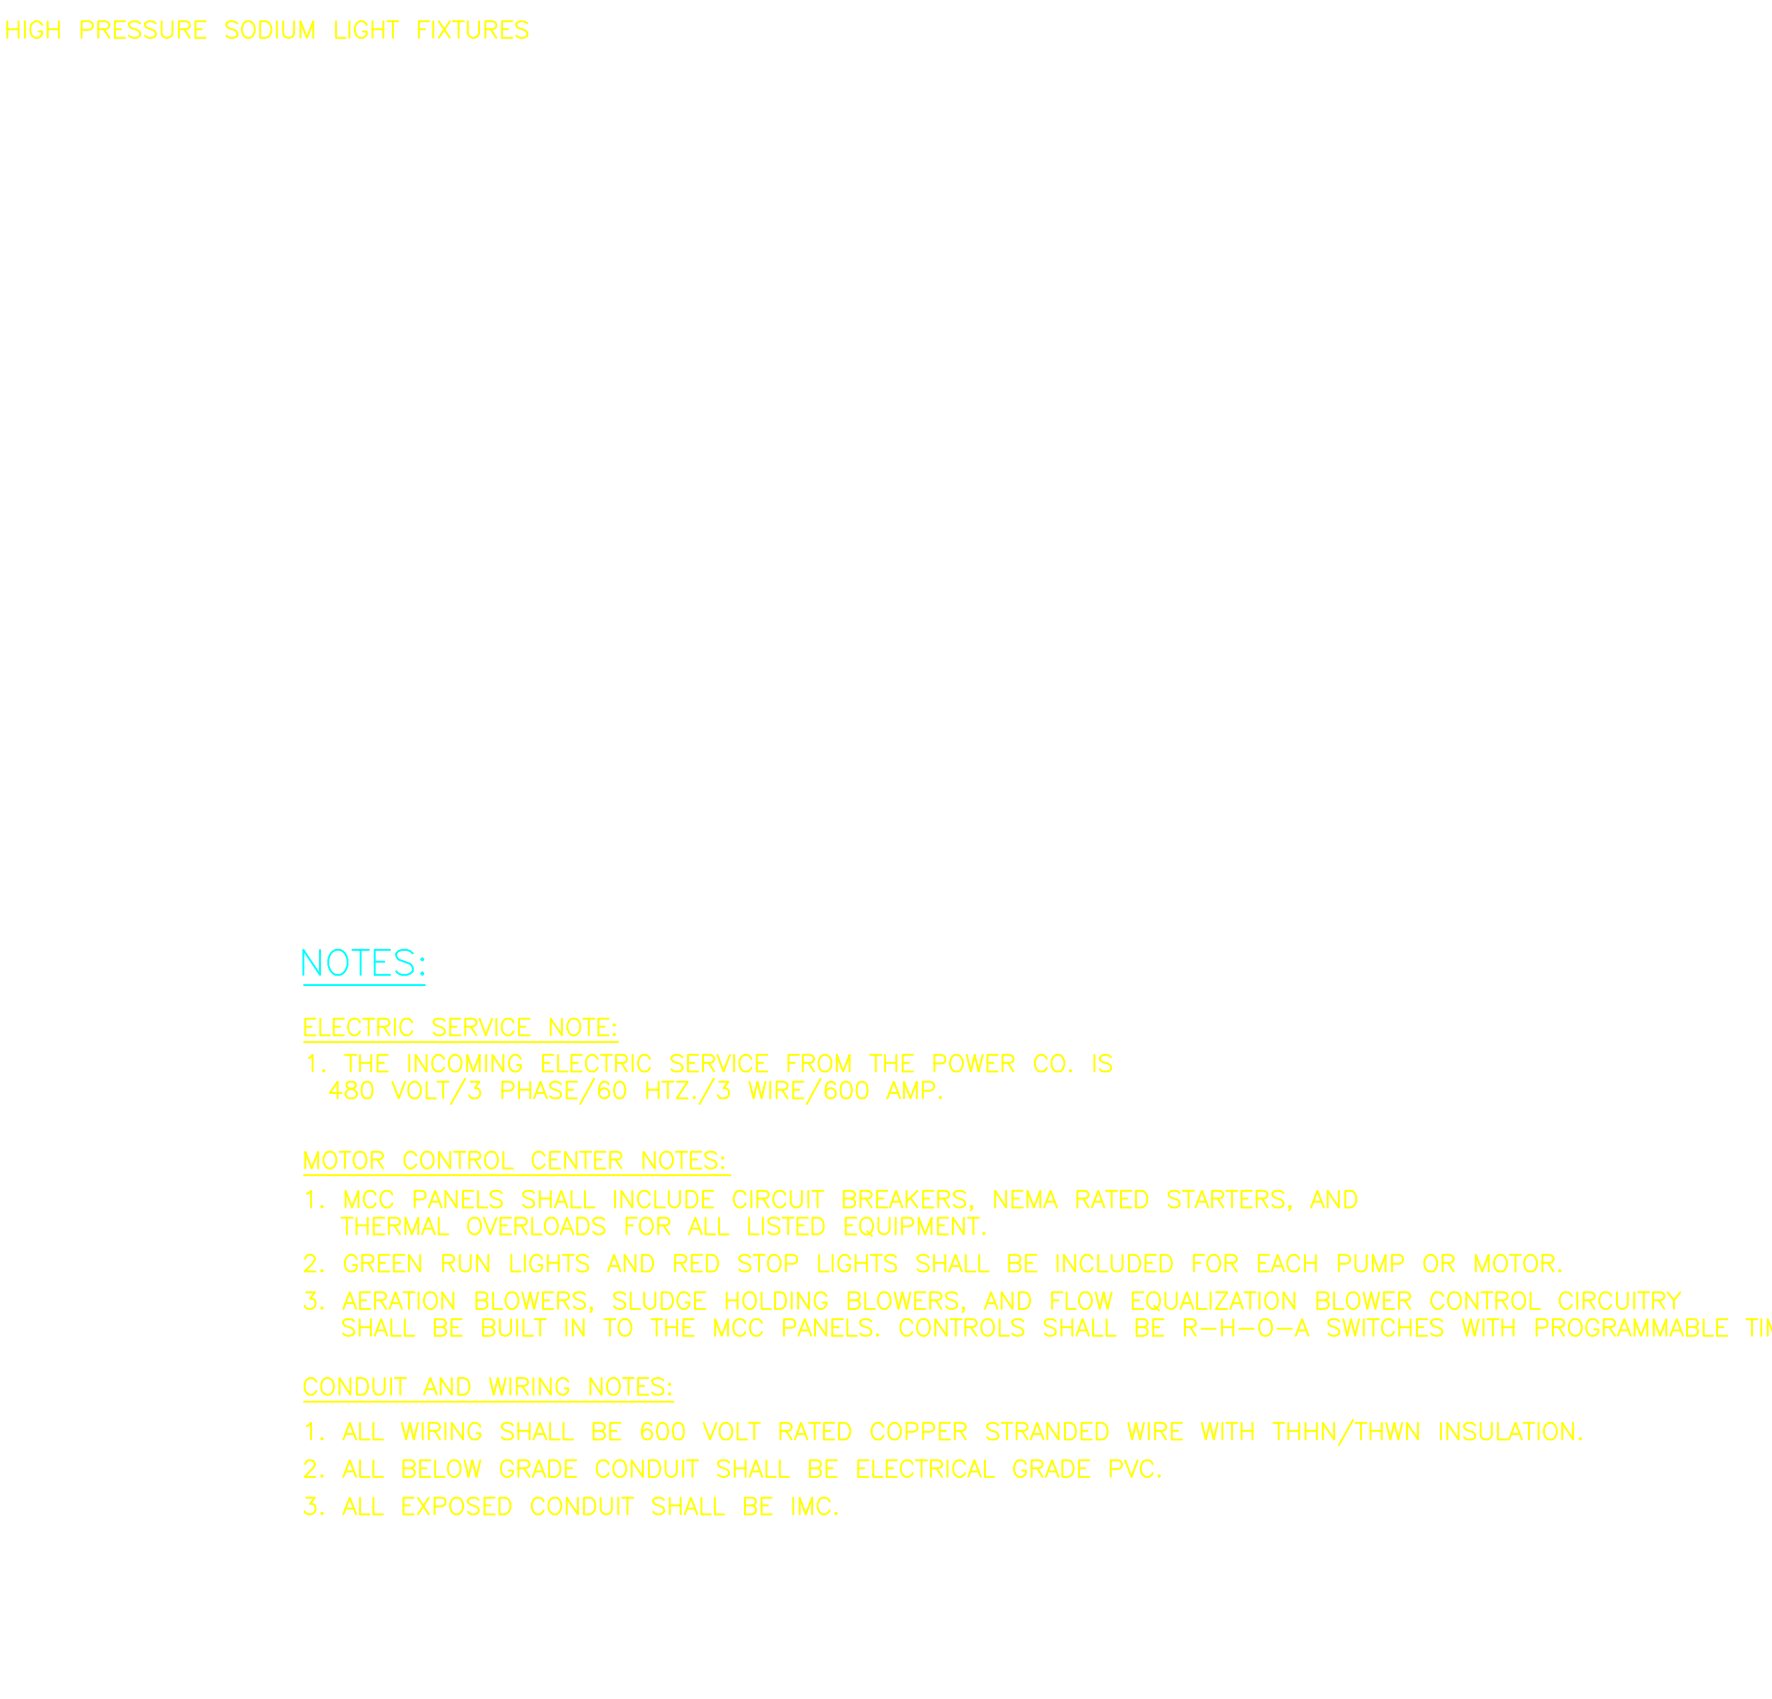 HIGH PRESSURE SODIUM LIGHT FIXTURES
NOTES:
ELECTRIC SERVICE NOTE:
1. THE INCOMING ELECTRIC SERVICE FROM THE POWER CO. IS
480 VOLT/3 PHASE/60 HTZ./3 WIRE/600 AMP.
MOTOR CONTROL CENTER NOTES:
1. MCC PANELS SHALL INCLUDE CIRCUIT BREAKERS, NEMA RATED STARTERS, AND
THERMAL OVERLOADS FOR ALL LISTED EQUIPMENT.
2. GREEN RUN LIGHTS AND RED STOP LIGHTS SHALL BE INCLUDED FOR EACH PUMP OR MOTOR.
3. AERATION BLOWERS, SLUDGE HOLDING BLOWERS, AND FLOW EQUALIZATION BLOWER CONTROL CIRCUITRY
SHALL BE BUILT IN TO THE MCC PANELS. CONTROLS SHALL BE R-H-O-A SWITCHES WITH PROGRAMMABLE
CONDUIT AND WIRING NOTES:
1. ALL WIRING SHALL BE 600 VOLT RATED COPPER STRANDED WIRE WITH THHN/THWN INSULATION.
2. ALL BELOW GRADE CONDUIT SHALL BE ELECTRICAL GRADE PVC.
3. ALL EXPOSED CONDUIT SHALL BE IMC.